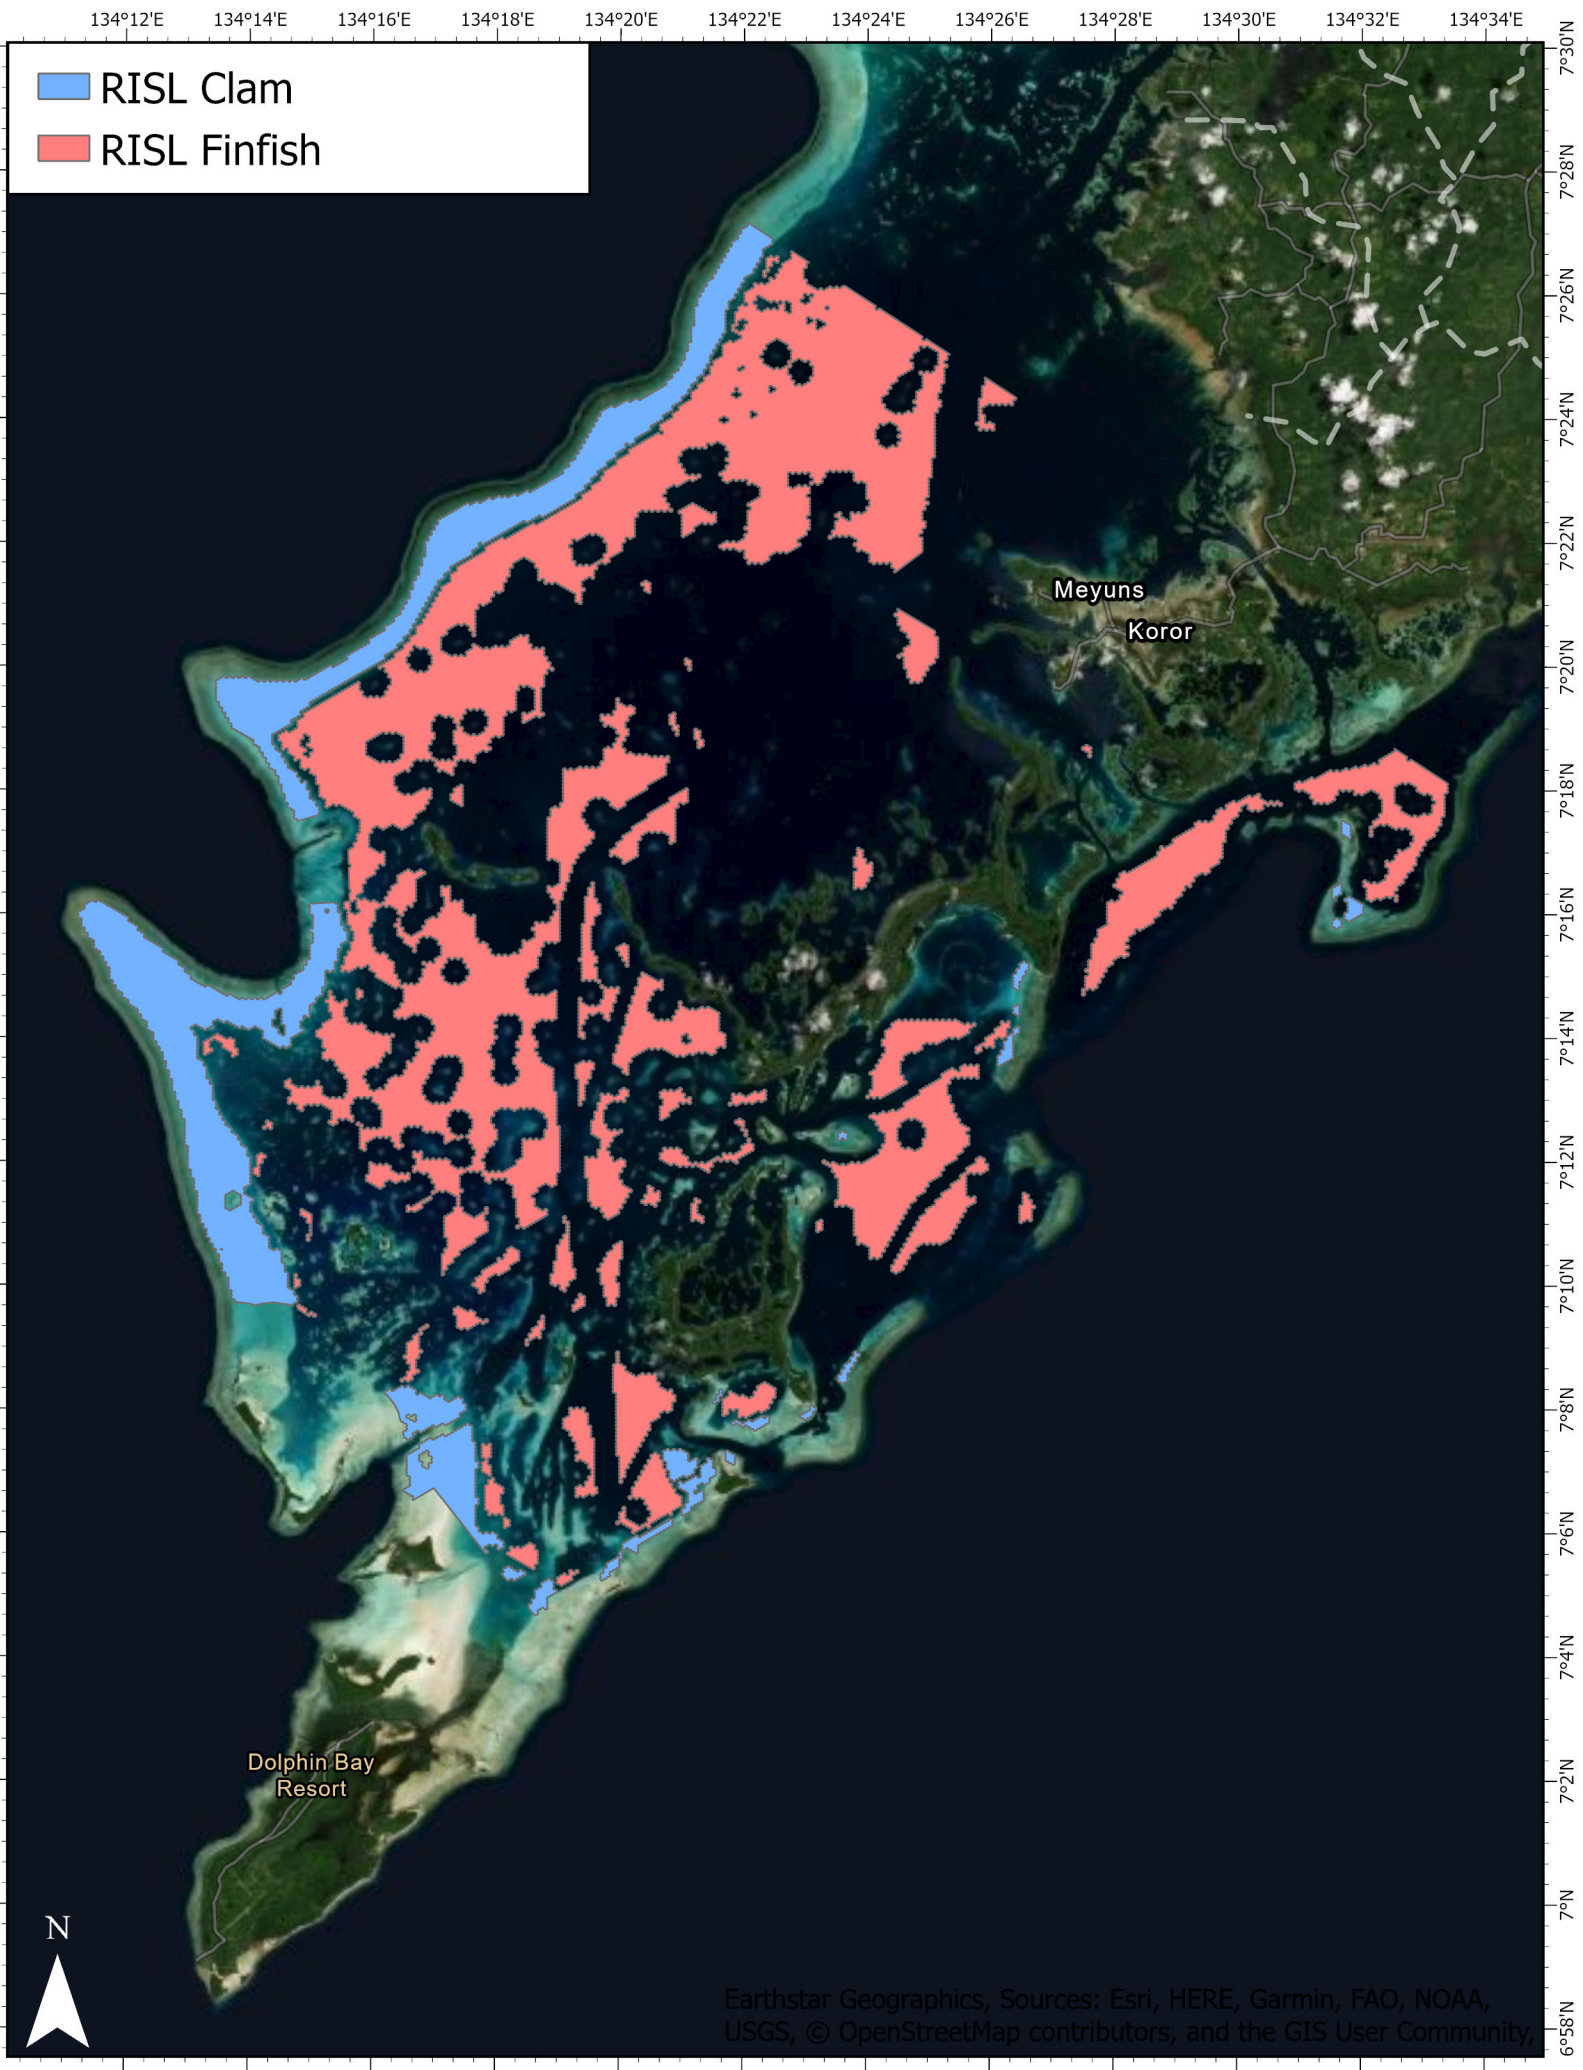 134°12'E 134°14'E 134°16'E 134°18'E 134°20'E 134°22'E 134°24'E 134°26'E 134°28'E 134°30'E 134°32'E 134°34'E
RISL Clam
RISL Finfish
7°30'N
7°28'N
7°26'N
7°24'N
7°22'N
Meyuns
Koror
7°20'N
7°18'N
7°16'N
7°14'N
7°12'N
7°10'N
7°8'N
7°6'N
7°4'N
Dolphin Bay
Resort
7°2'N
7°N
N
6°58'N
Earthstar Geographics, Sources: Esri, HERE, Garmin, FAO, NOAA,
USGS, © OpenStreetMap contributors, and the GIS User Community,